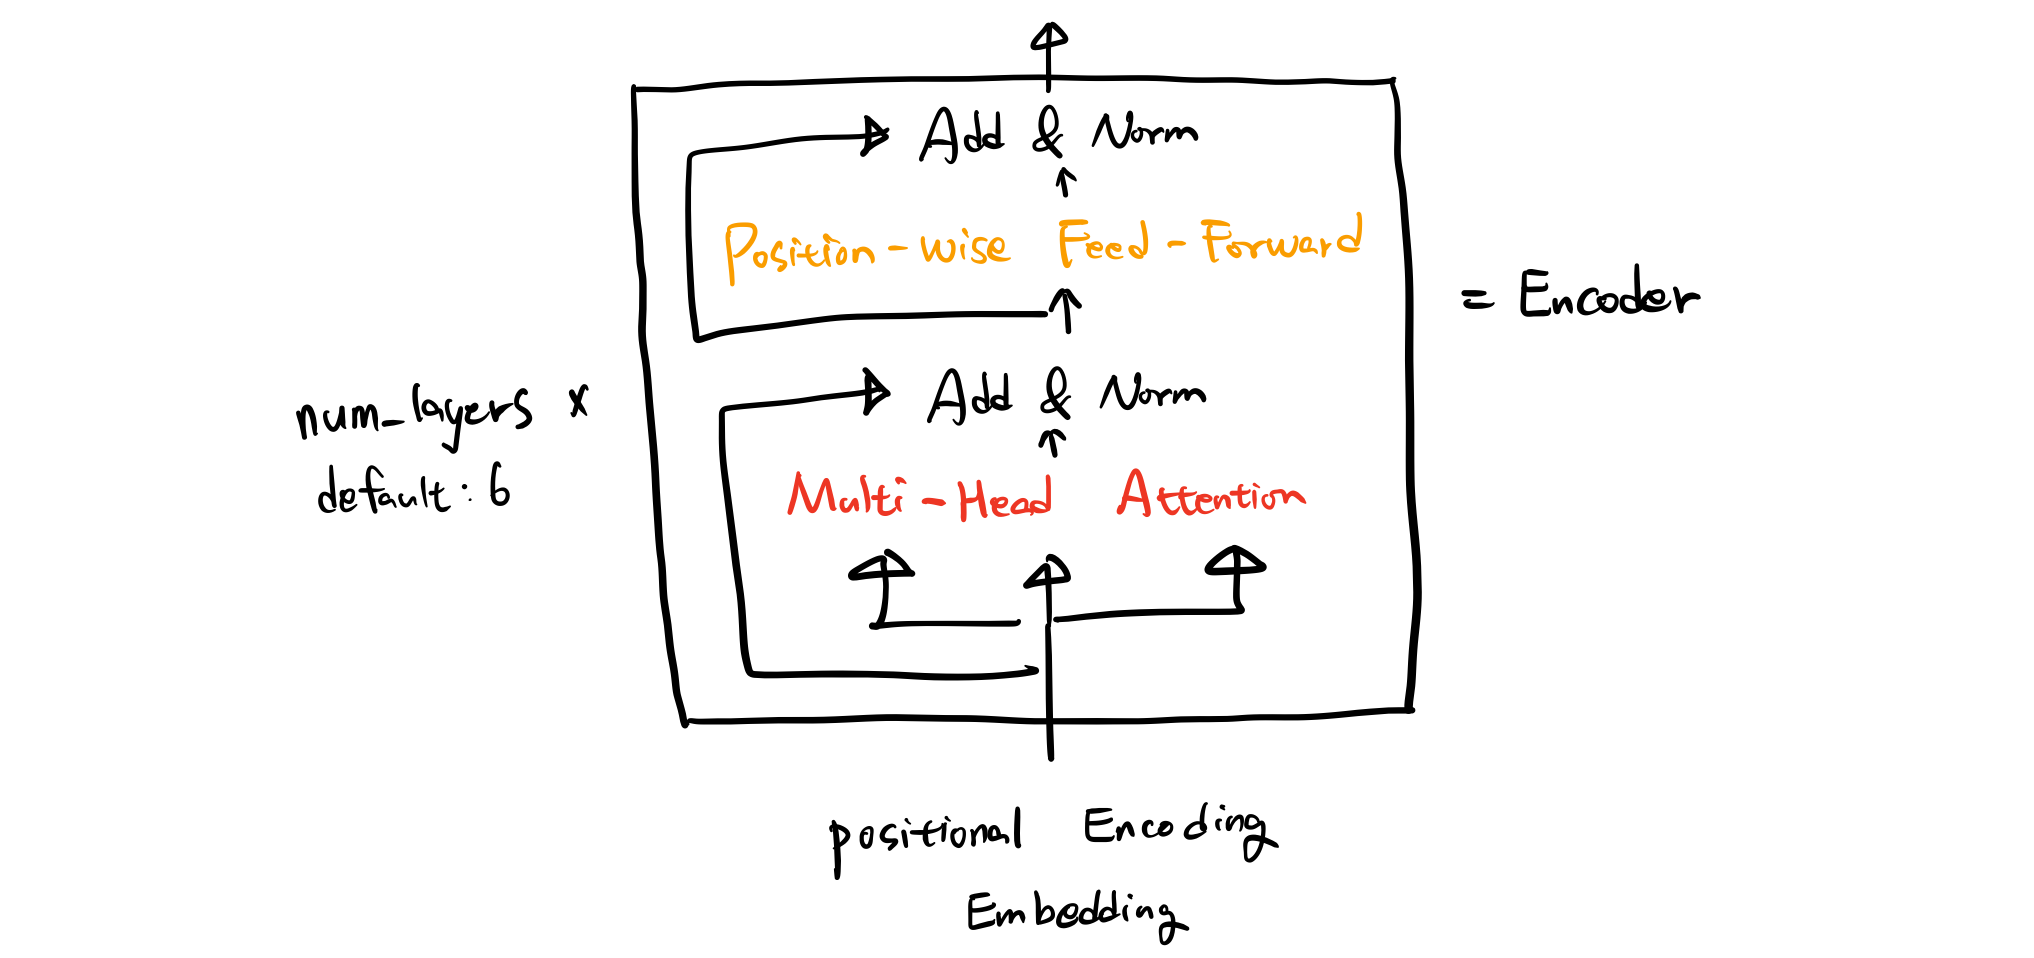 Add & Norm
Position-wise Feed-Forward
= Encoder
Add & Norm
num_layers x
default: 6
Multi-Head Attention
positional Encoding
Embedding